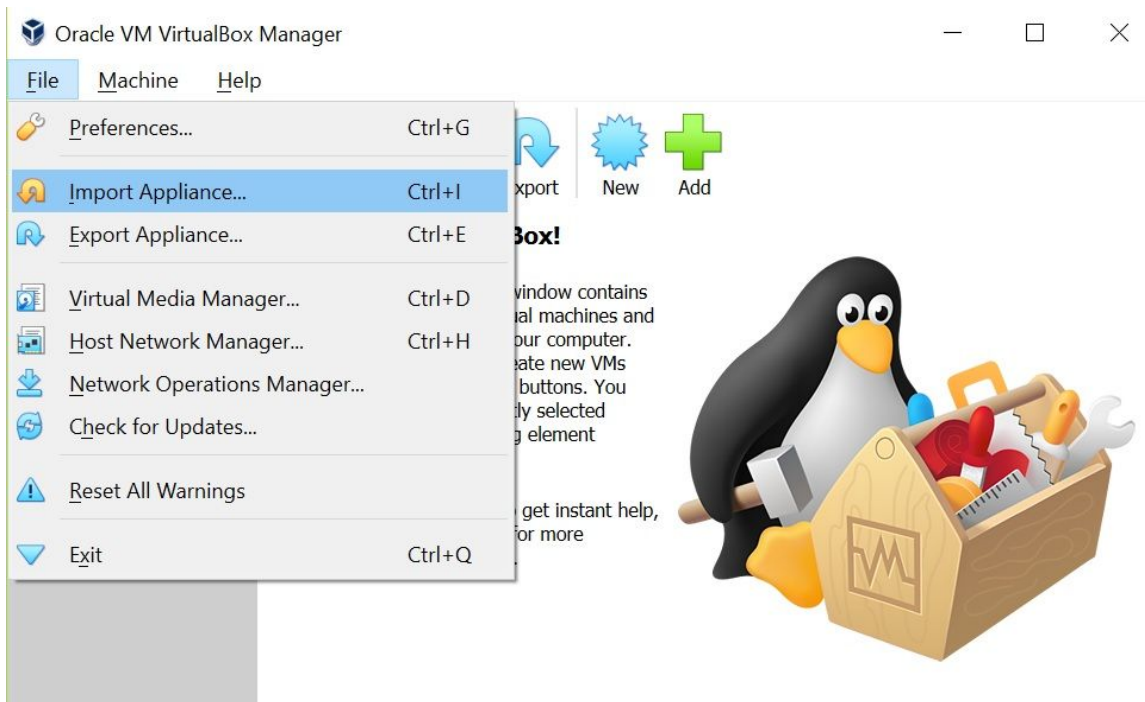 Oracle VM VirtualBox Manager
File Machine Help
Preferences... Ctrl+G
Import Appliance... Ctrl+I
Export Appliance... Ctrl+E
Virtual Media Manager... Ctrl+D
Host Network Manager... Ctrl+H
Network Operations Manager...
Check for Updates...
Reset All Warnings
Exit Ctrl+Q
xport New Add
Box!
window contains
ual machines and
our computer.
eate new VMs
buttons. You
tly selected
g element
get instant help,
for more